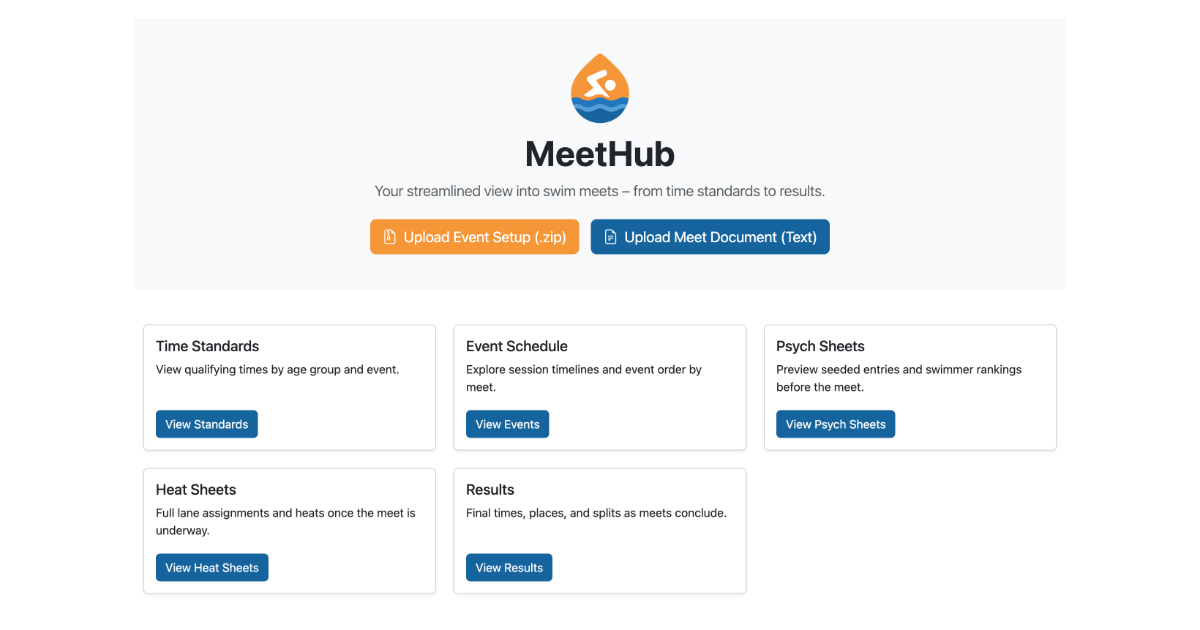 MeetHub
Your streamlined view into swim meets – from time standards to results.
Upload Event Setup (.zip)
Upload Meet Document (Text)
Time Standards
View qualifying times by age group and event.
View Standards
Event Schedule
Explore session timelines and event order by
meet.
View Events
Psych Sheets
Preview seeded entries and swimmer rankings
before the meet.
View Psych Sheets
Heat Sheets
Full lane assignments and heats once the meet is
underway.
View Heat Sheets
Results
Final times, places, and splits as meets conclude.
View Results